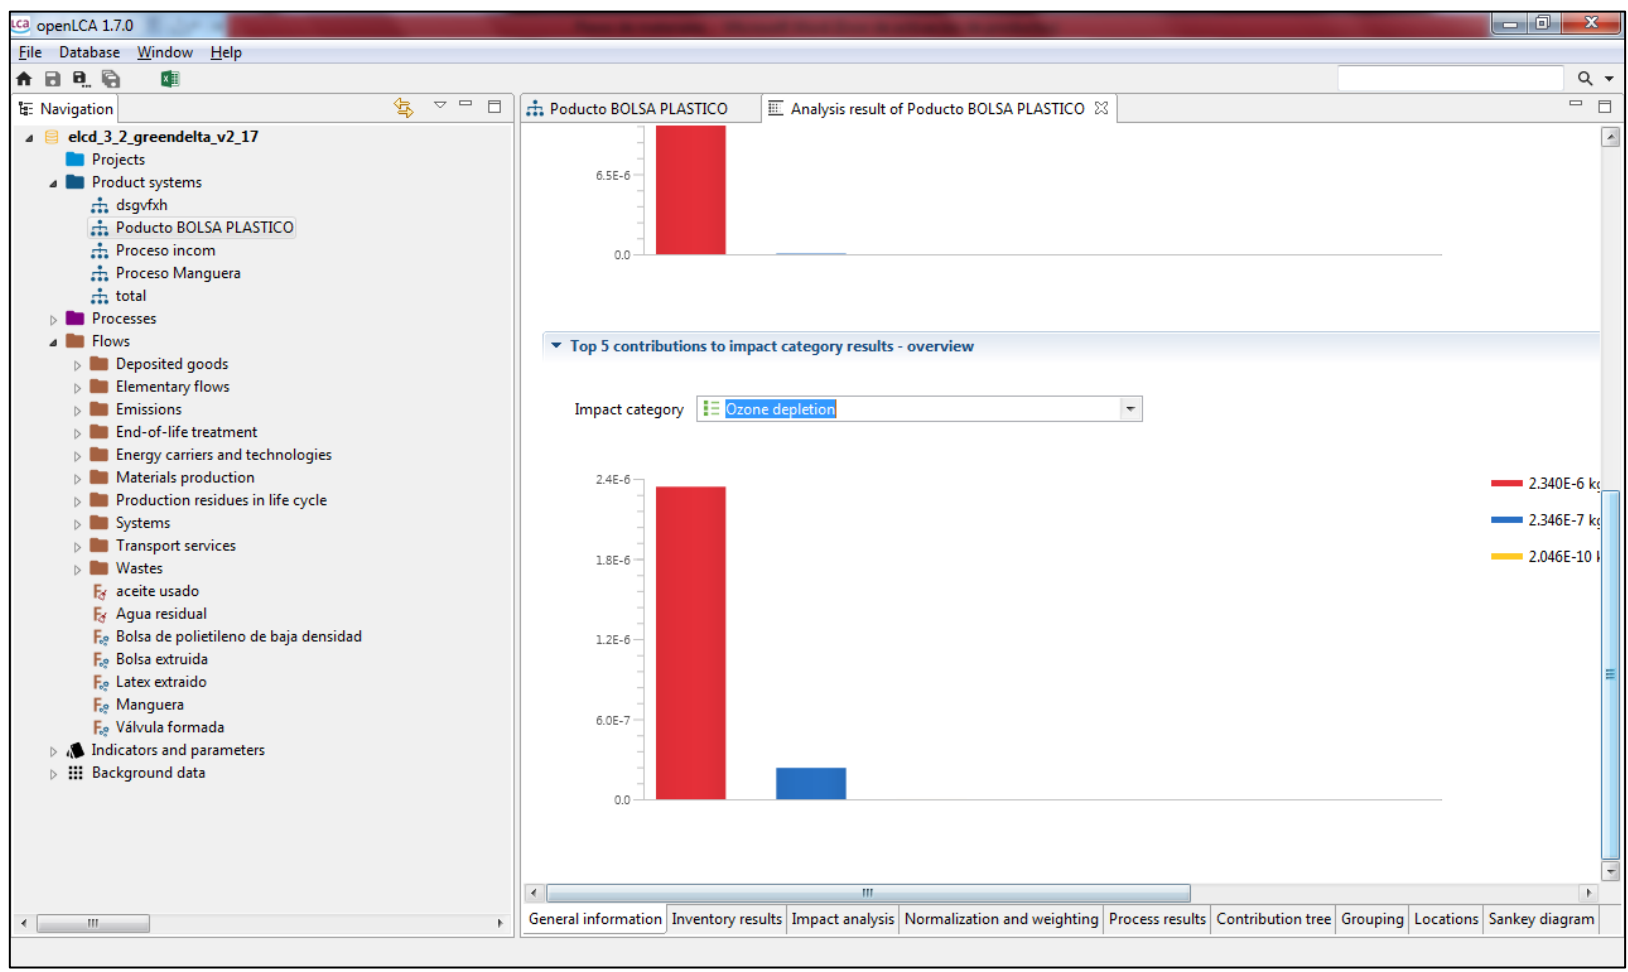 LCa openLCA 1.7.0
File Database Window Help
Navigation
elcd_3_2_greendelta_v2_17
Projects
Product systems
dsgvfxh
Poducto BOLSA PLASTICO
Proceso incom
Proceso Manguera
total
Processes
Flows
Deposited goods
Elementary flows
Emissions
End-of-life treatment
Energy carriers and technologies
Materials production
Production residues in life cycle
Systems
Transport services
Wastes
aceite usado
Agua residual
Bolsa de polietileno de baja densidad
Bolsa extruida
Latex extraido
Manguera
Válvula formada
Indicators and parameters
Background data
Poducto BOLSA PLASTICO
Analysis result of Poducto BOLSA PLASTICO
6.5E-6
0.0
Top 5 contributions to impact category results - overview
Impact category Ozone depletion
2.4E-6
1.8E-6
1.2E-6
6.0E-7
0.0
2.340E-6 kg
2.346E-7 kg
2.046E-10 k
General information Inventory results Impact analysis Normalization and weighting Process results Contribution tree Grouping Locations Sankey diagram